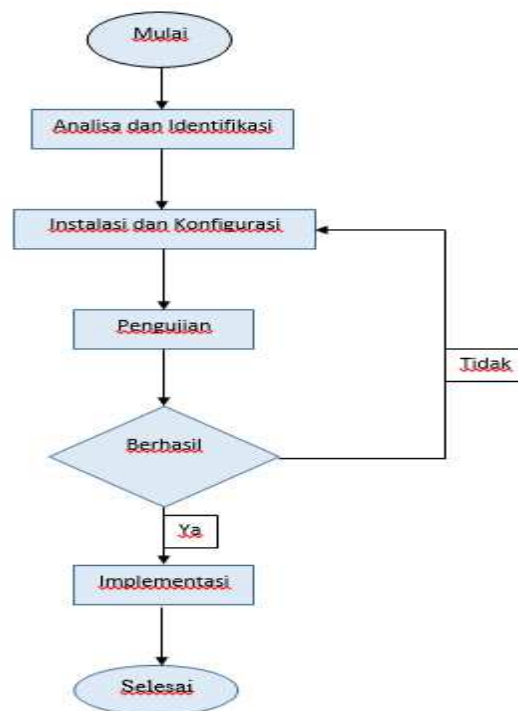 Mulai
Analisa dan Identifikasi
Instalasi dan Konfigurasi
Pengujian
Tidak
Berhasil
Ya
Implementasi
Selesai